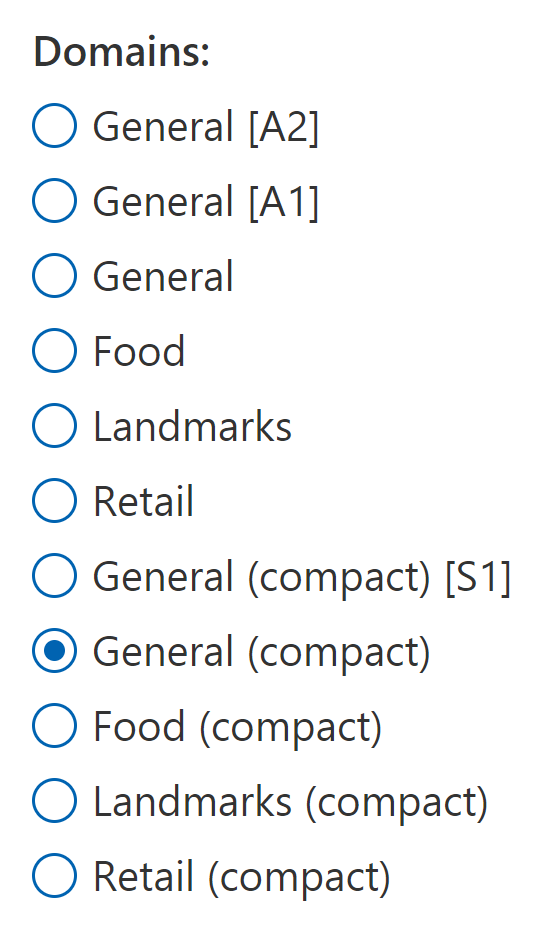 Domains:
General [A2]
General [A1]
General
Food
Landmarks
Retail
General (compact) [S1]
General (compact)
Food (compact)
Landmarks (compact)
Retail (compact)